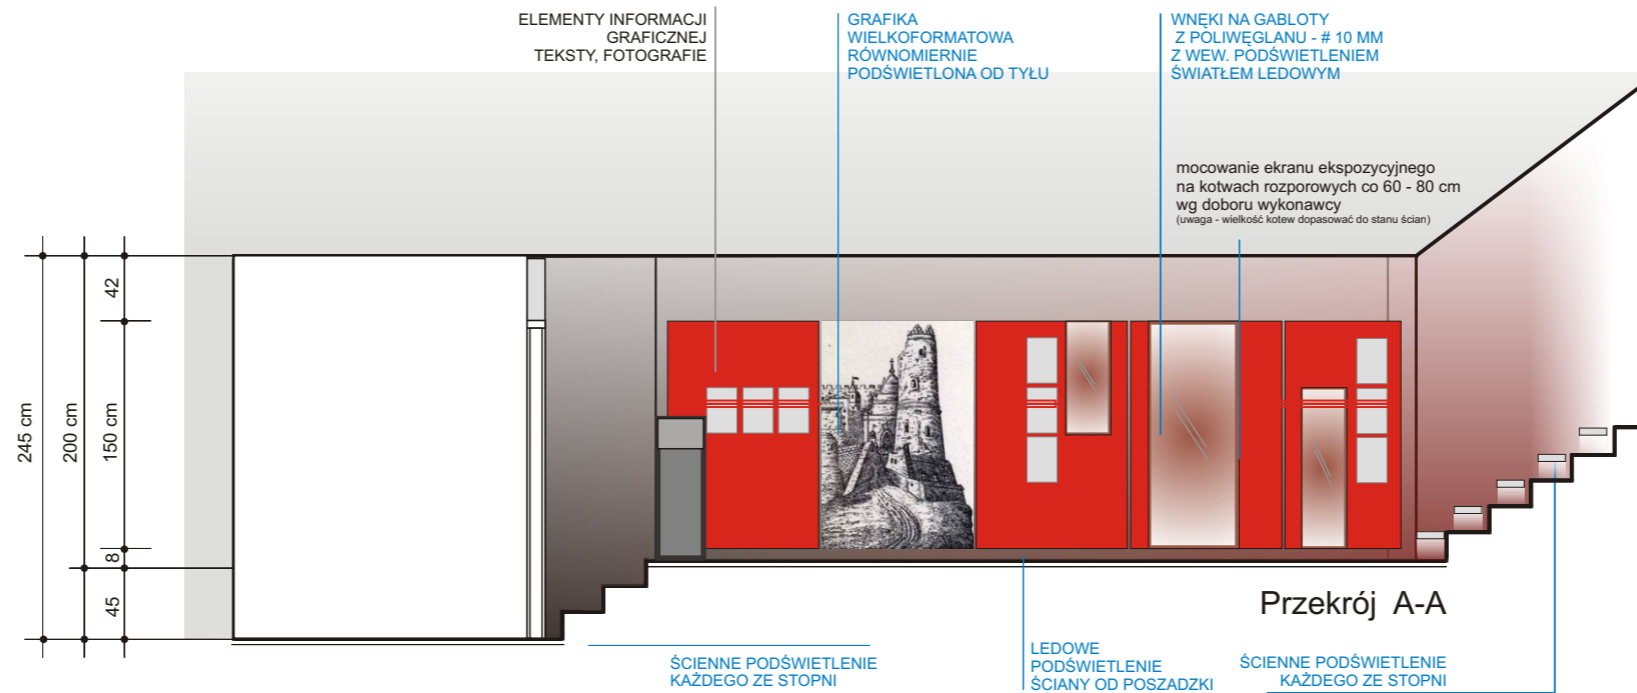 ELEMENTY INFORMACJI
GRAFICZNEJ
TEKSTY, FOTOGRAFIE
GRAFIKA
WIELKOFORMATOWA
RÓWNOMIERNIE
PODŚWIETLONA OD TYŁU
WNĘKI NA GABLOTY
Z POLIWĘGLANU - # 10 MM
Z WEW. PODŚWIETLENIEM
ŚWIATŁEM LEDOWYM
mocowanie ekranu ekspozycyjnego
na kotwach rozporowych co 60 - 80 cm
wg doboru wykonawcy
(uwaga - wielkość kotew dopasować do stanu ścian)
245 cm
200 cm
42
150 cm
8
45
Przekrój A-A
ŚCIENNE PODŚWIETLENIE
KAŻDEGO ZE STOPNI
LEDOWE
PODŚWIETLENIE
ŚCIANY OD POSZADZKI
ŚCIENNE PODŚWIETLENIE
KAŻDEGO ZE STOPNI